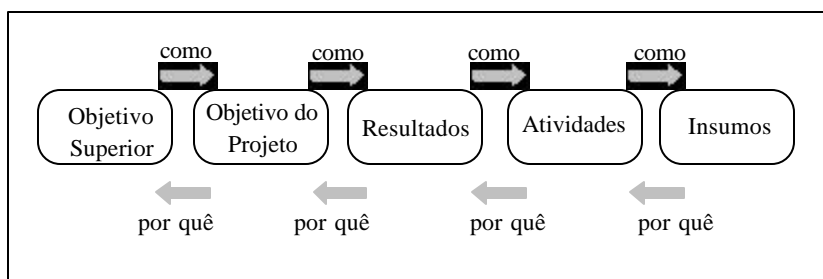 como
como
como
como
Objetivo
Superior
Objetivo do
Projeto
Resultados
Atividades
Insumos
por quê
por quê
por quê
por quê